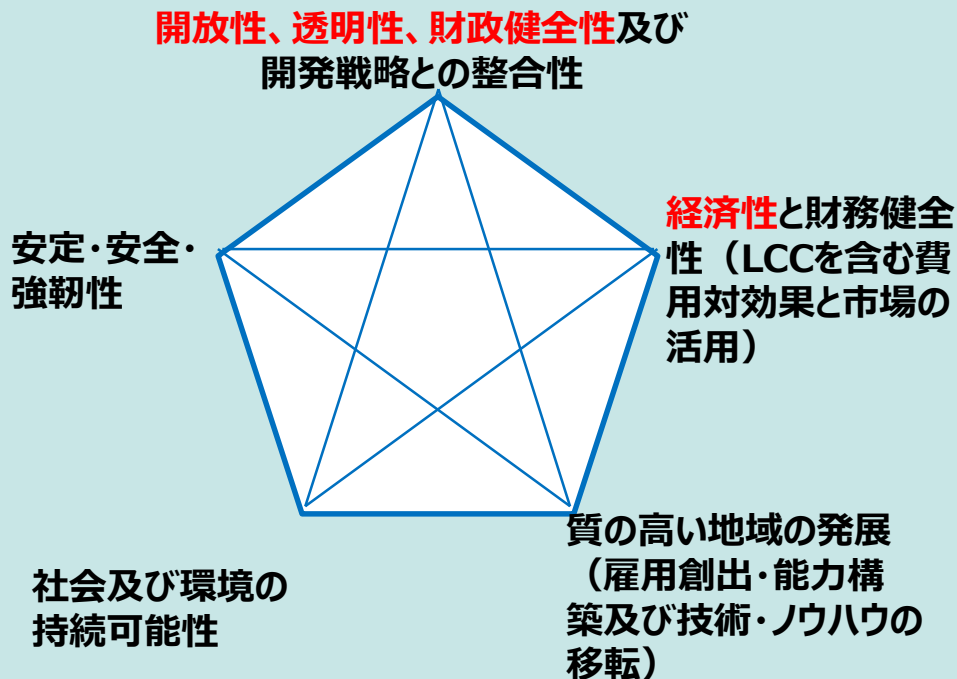 開放性、透明性、財政健全性及び
開発戦略との整合性
安定・安全・
強靭性
経済性と財務健全
性（LCCを含む費
用対効果と市場の
活用）
社会及び環境の
持続可能性
質の高い地域の発展
（雇用創出・能力構
築及び技術・ノウハウの
移転）